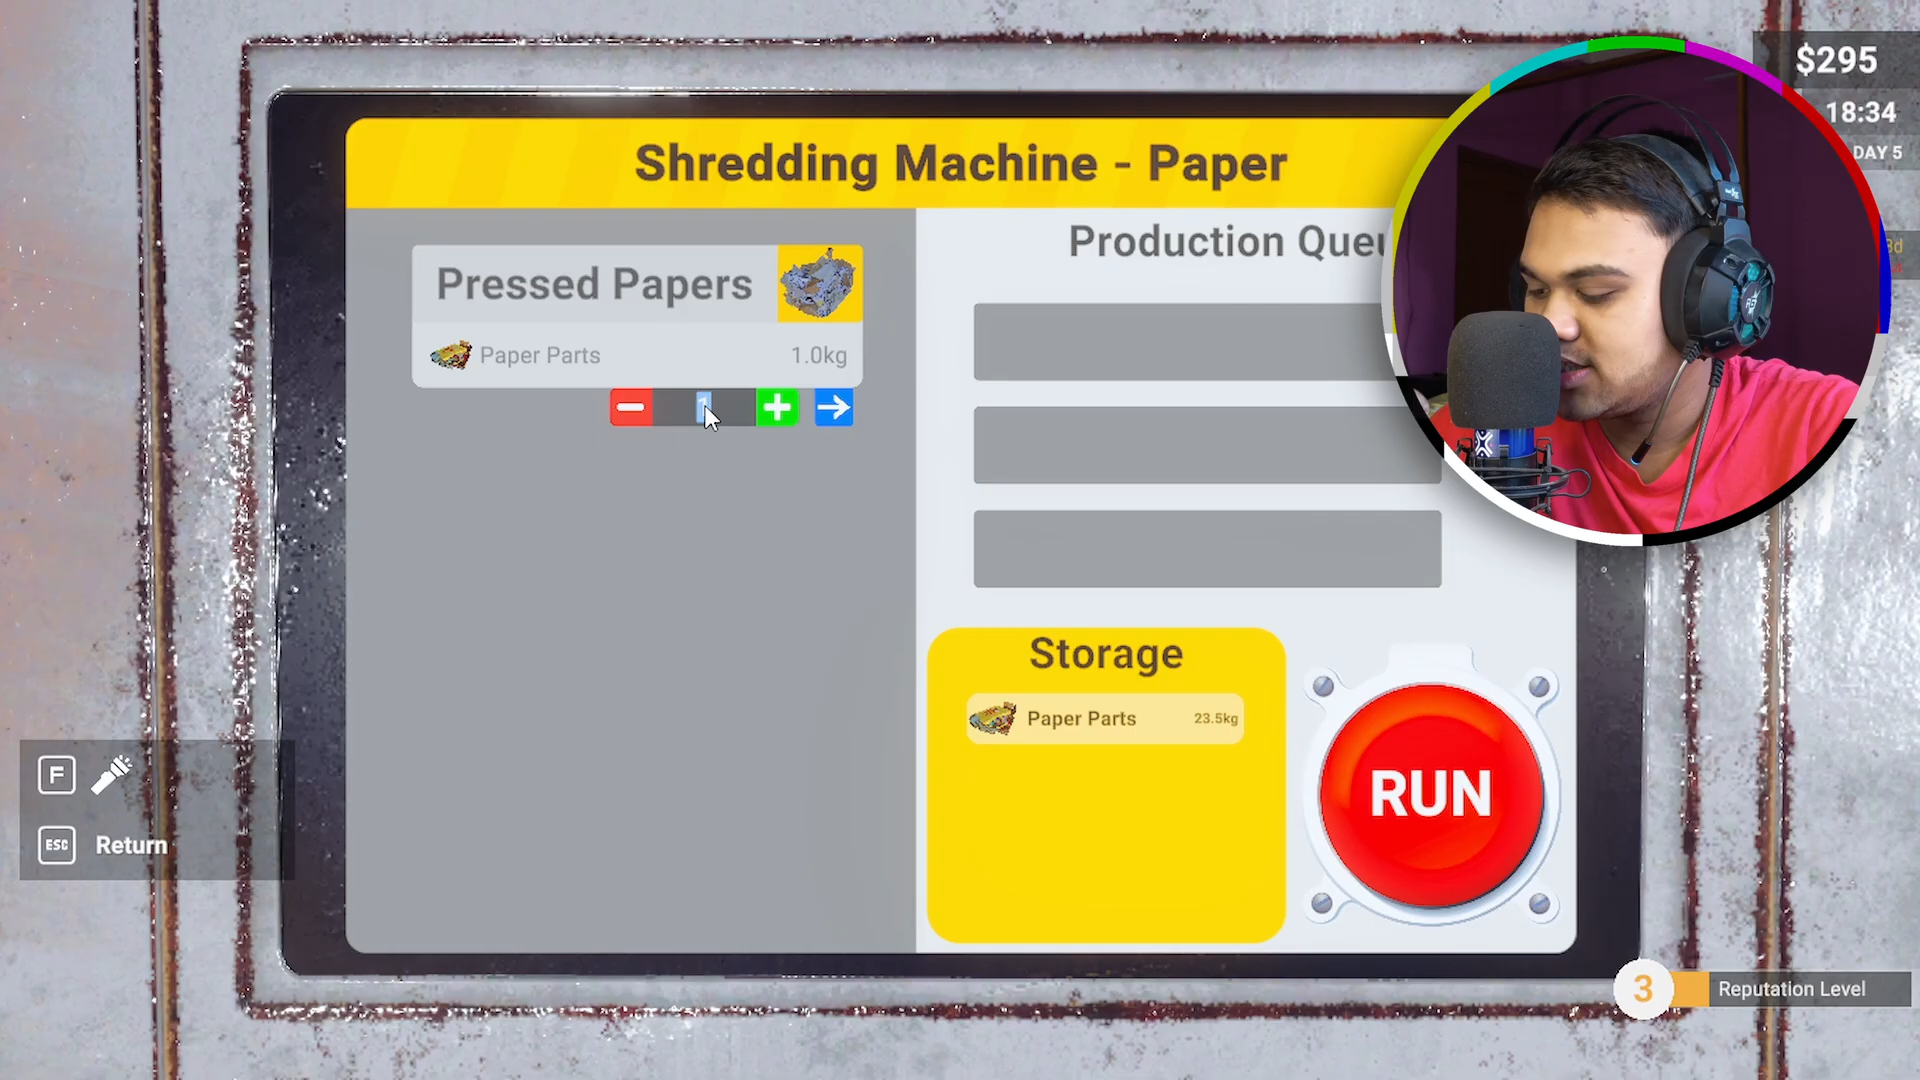 $295
18:34
DAY 5
Shredding Machine - Paper
Pressed Papers
Paper Parts 1.0kg
1
Production Queu
Storage
Paper Parts 23.5kg
RUN
F
ESC Return
3 Reputation Level